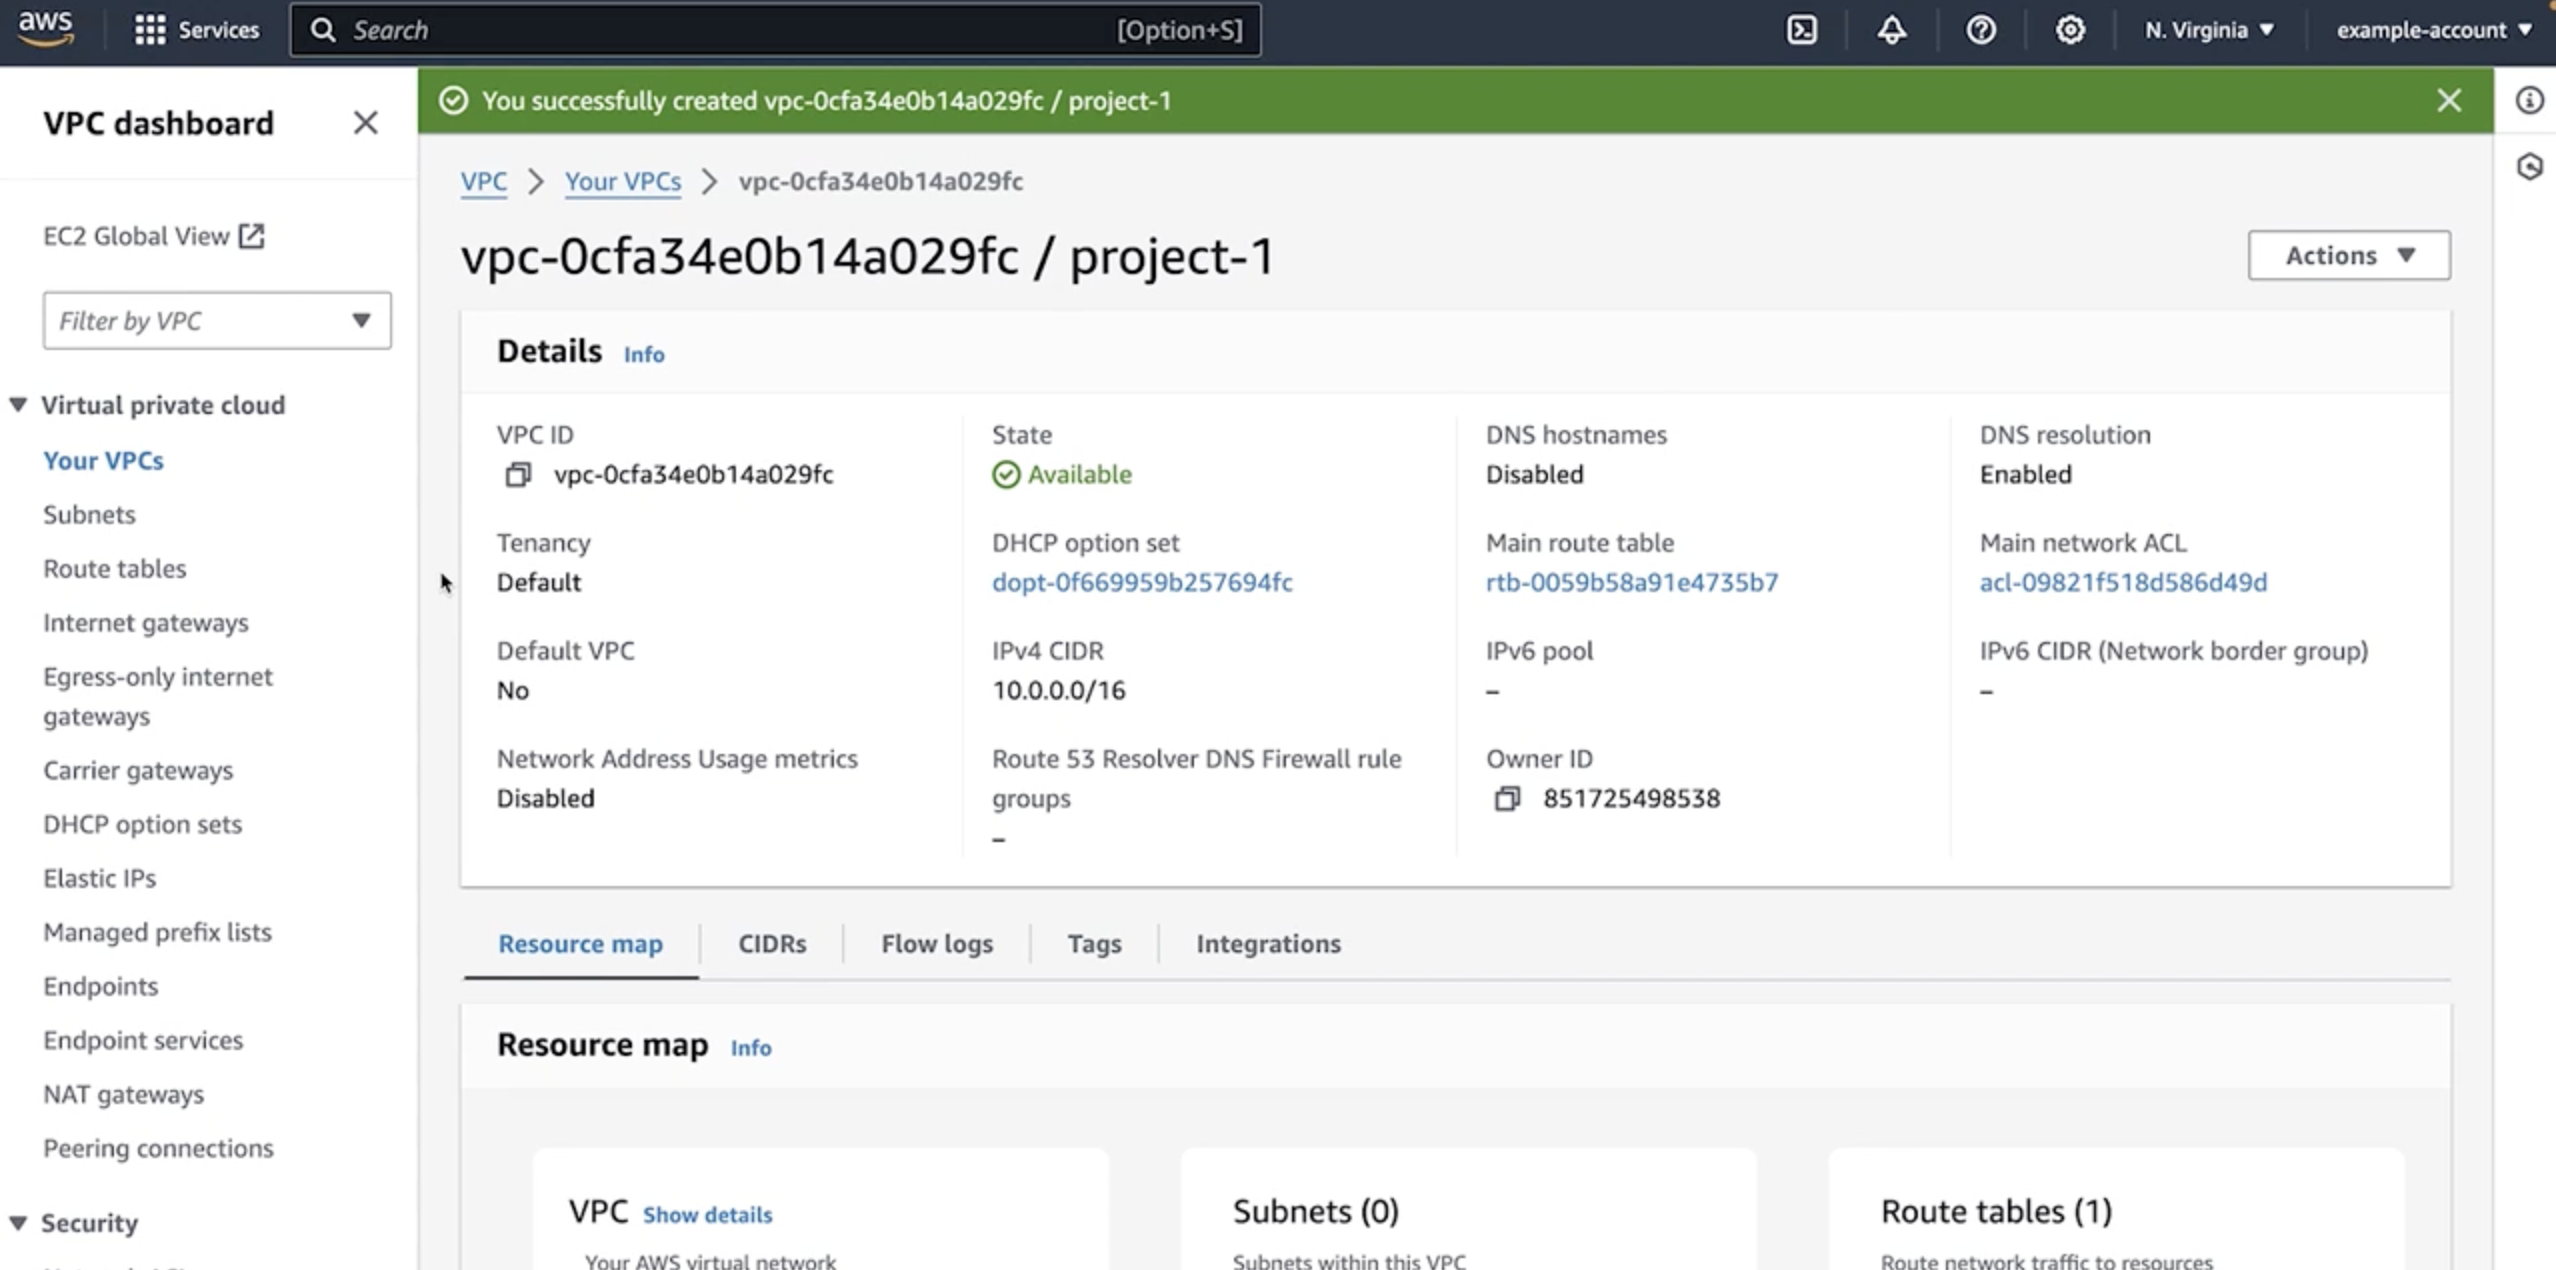 aws
Services
Search
[Option+S]
N. Virginia
example-account
VPC dashboard
EC2 Global View
Filter by VPC
Virtual private cloud
Your VPCs
Subnets
Route tables
Internet gateways
Egress-only internet
gateways
Carrier gateways
DHCP option sets
Elastic IPs
Managed prefix lists
Endpoints
Endpoint services
NAT gateways
Peering connections
Security
You successfully created vpc-0cfa34e0b14a029fc / project-1
VPC > Your VPCs > vpc-0cfa34e0b14a029fc
vpc-0cfa34e0b14a029fc / project-1
Actions
Details Info
VPC ID
vpc-0cfa34e0b14a029fc
State
Available
DNS hostnames
Disabled
DNS resolution
Enabled
Tenancy
Default
DHCP option set
dopt-0f669959b257694fc
Main route table
rtb-0059b58a91e4735b7
Main network ACL
acl-09821f518d586d49d
Default VPC
No
IPv4 CIDR
10.0.0.0/16
IPv6 pool
–
IPv6 CIDR (Network border group)
–
Network Address Usage metrics
Disabled
Route 53 Resolver DNS Firewall rule
groups
–
Owner ID
851725498538
Resource map
CIDRs
Flow logs
Tags
Integrations
Resource map Info
VPC Show details
Your AWS virtual network
Subnets (0)
Subnets within this VPC
Route tables (1)
Route network traffic to resources